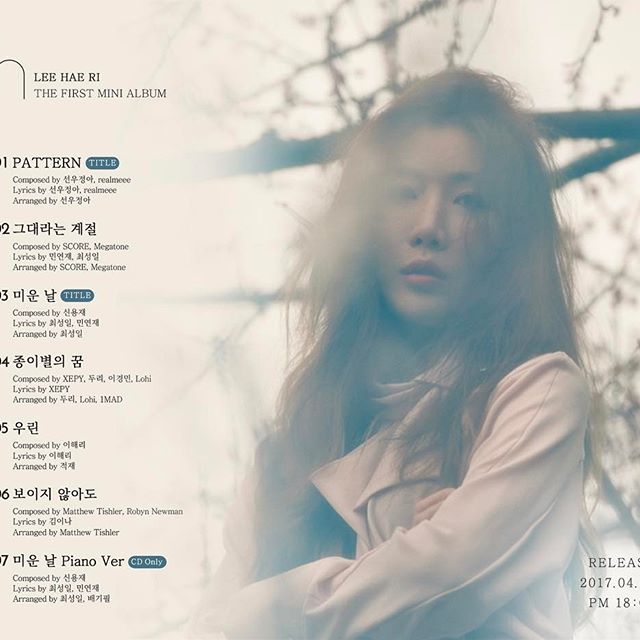 LEE HAE RI
THE FIRST MINI ALBUM
01 PATTERN TITLE
Composed by 선우정아, realmeee
Lyrics by 선우정아, realmeee
Arranged by 선우정아
02 그대라는 계절
Composed by SCORE, Megatone
Lyrics by 민연재, 최성일
Arranged by SCORE, Megatone
03 미운 날 TITLE
Composed by 신용재
Lyrics by 최성일, 민연재
Arranged by 최성일
04 종이별의 꿈
Composed by XEPY, 두리, 이경민, Lohi
Lyrics by XEPY
Arranged by 두리, Lohi, 1MAD
05 우린
Composed by 이해리
Lyrics by 이해리
Arranged by 적재
06 보이지 않아도
Composed by Matthew Tishler, Robyn Newman
Lyrics by 김이나
Arranged by Matthew Tishler
07 미운 날 Piano Ver CD Only
Composed by 신용재
Lyrics by 최성일, 민연재
Arranged by 최성일, 배기필
RELEAS
2017.04.
PM 18: